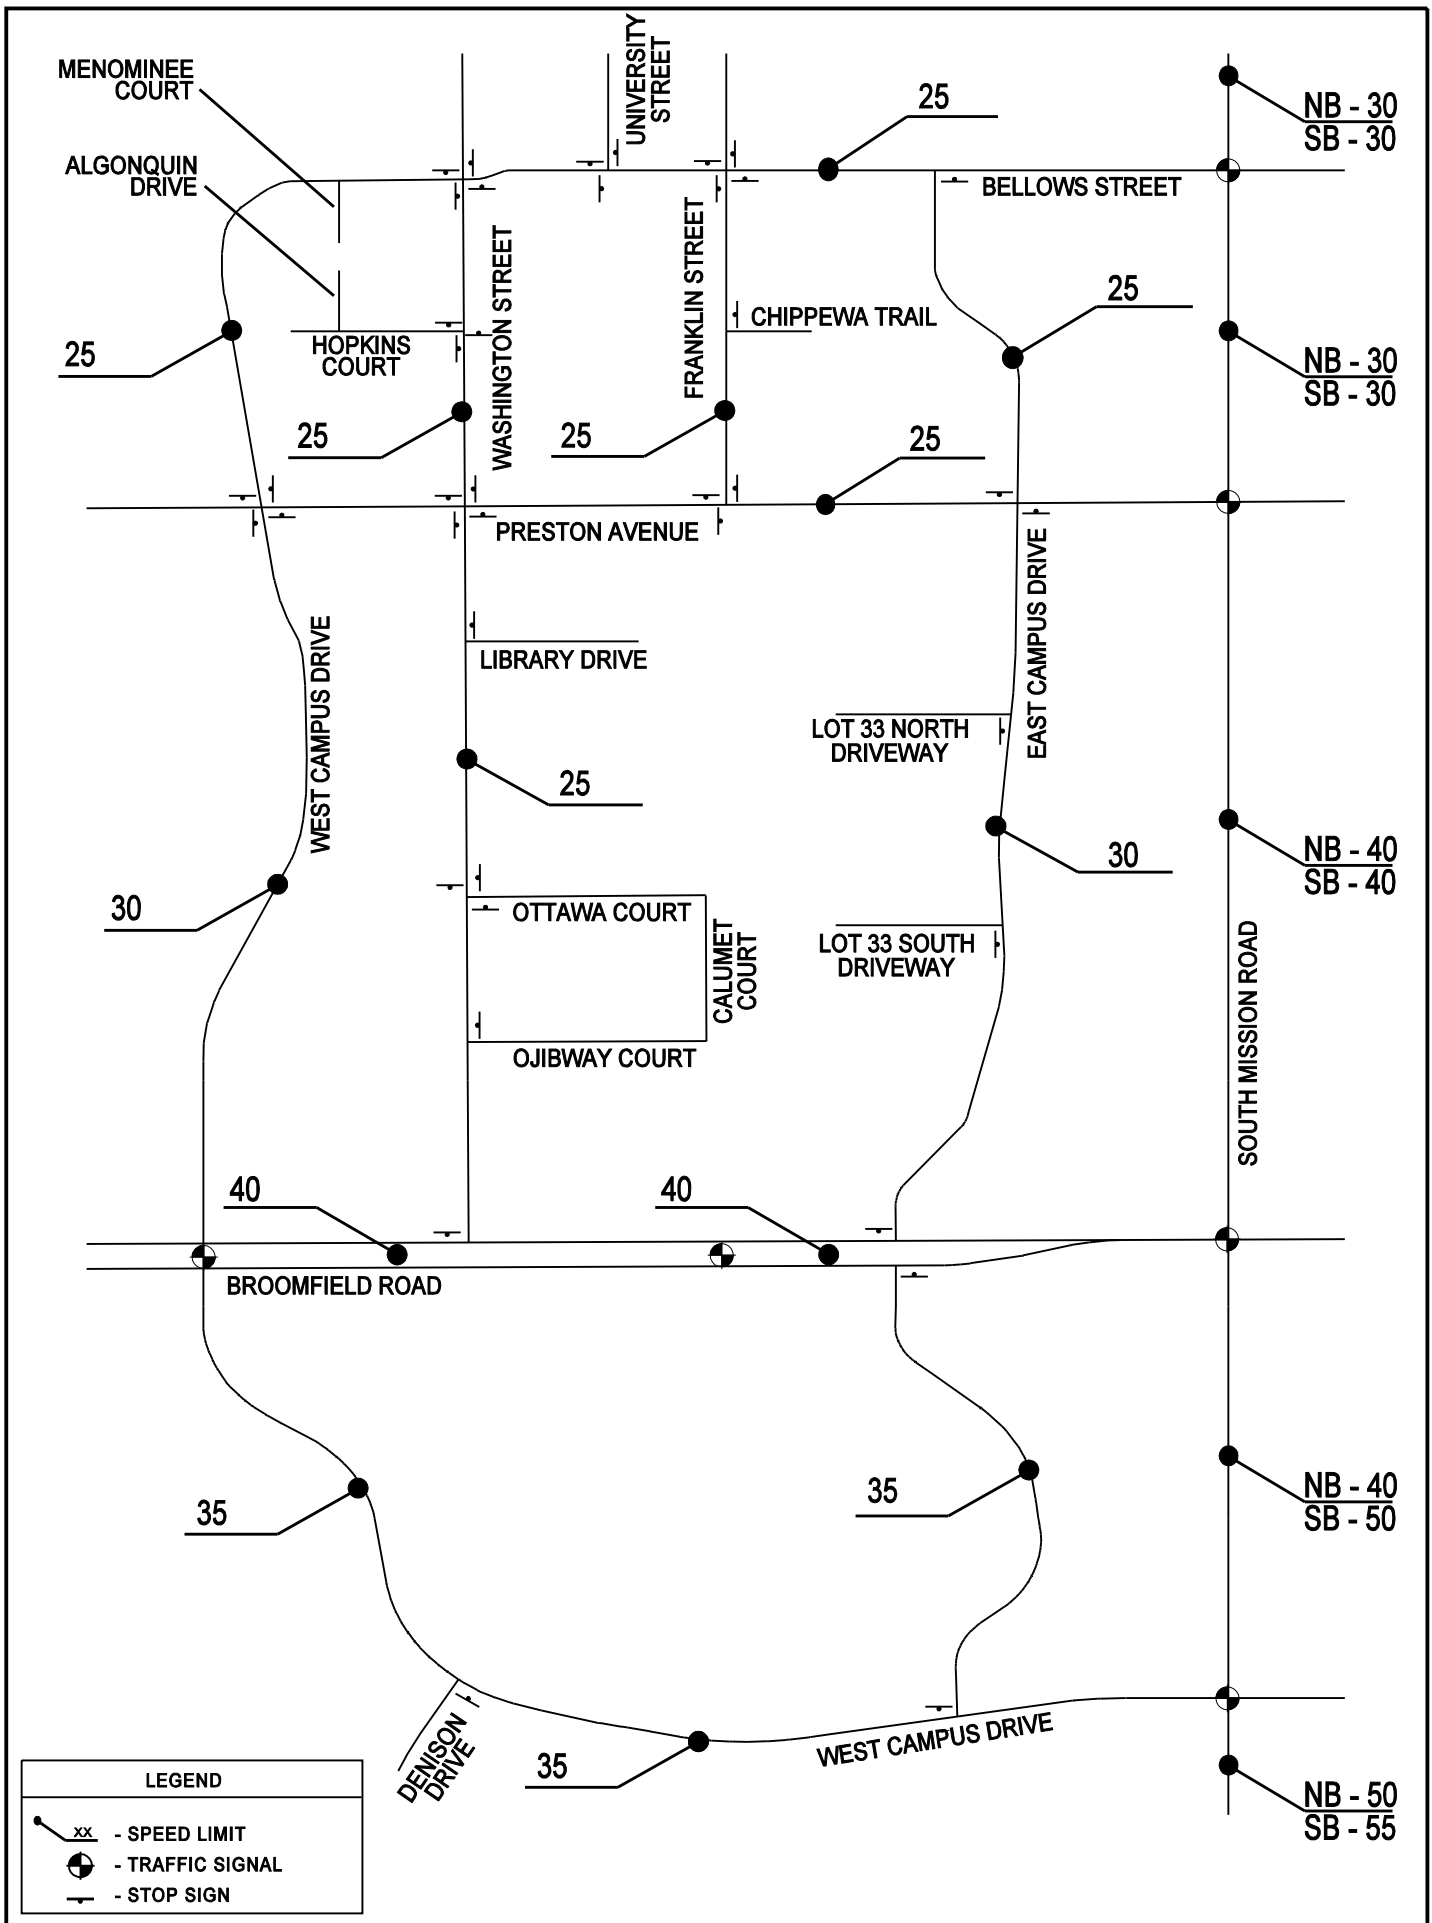 MENOMINEE
COURT
UNIVERSITY
STREET
25
NB - 30
SB - 30
ALGONQUIN
DRIVE
BELLOWS STREET
WASHINGTON STREET
FRANKLIN STREET
25
CHIPPEWA TRAIL
HOPKINS
COURT
25
NB - 30
SB - 30
25
25
25
PRESTON AVENUE
EAST CAMPUS DRIVE
WEST CAMPUS DRIVE
LIBRARY DRIVE
LOT 33 NORTH
DRIVEWAY
25
30
NB - 40
SB - 40
30
OTTAWA COURT
CALUMET
COURT
LOT 33 SOUTH
DRIVEWAY
SOUTH MISSION ROAD
OJIBWAY COURT
40
40
BROOMFIELD ROAD
35
35
NB - 40
SB - 50
DENISON
DRIVE
WEST CAMPUS DRIVE
35
NB - 50
SB - 55
LEGEND
XX - SPEED LIMIT
- TRAFFIC SIGNAL
- STOP SIGN